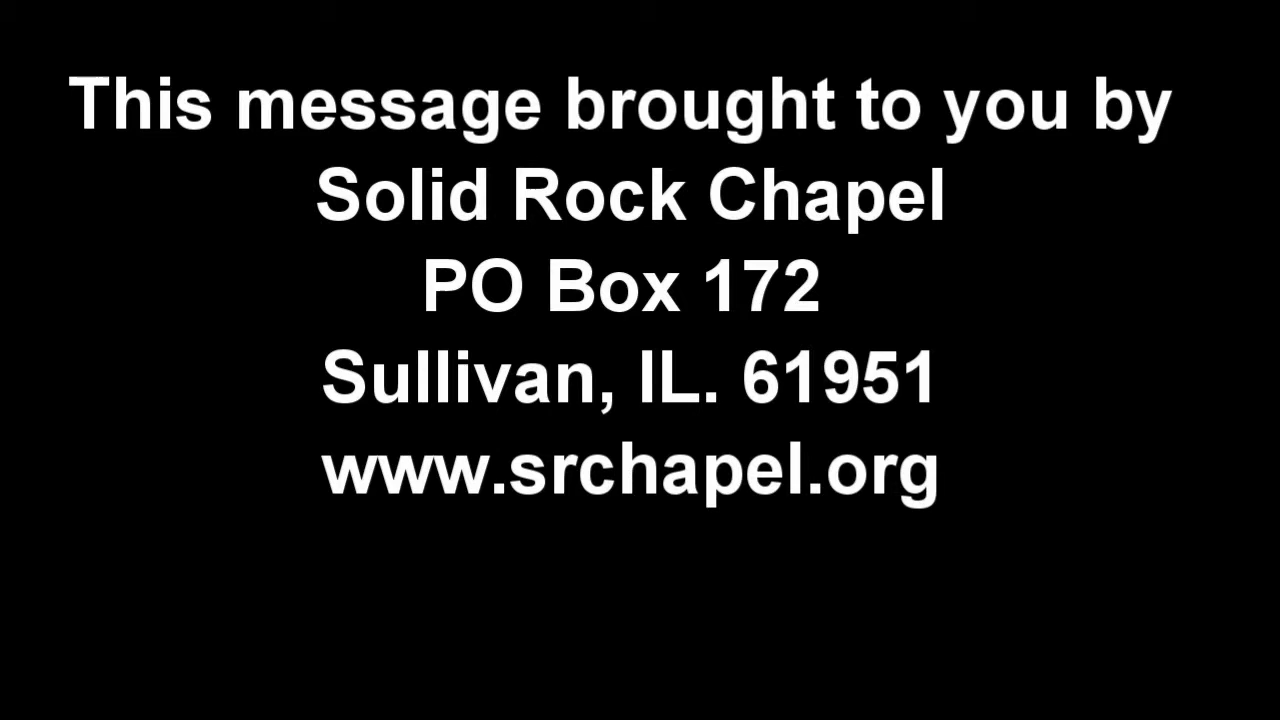 This message brought to you by
Solid Rock Chapel
PO Box 172
Sullivan, IL. 61951
www.srchapel.org